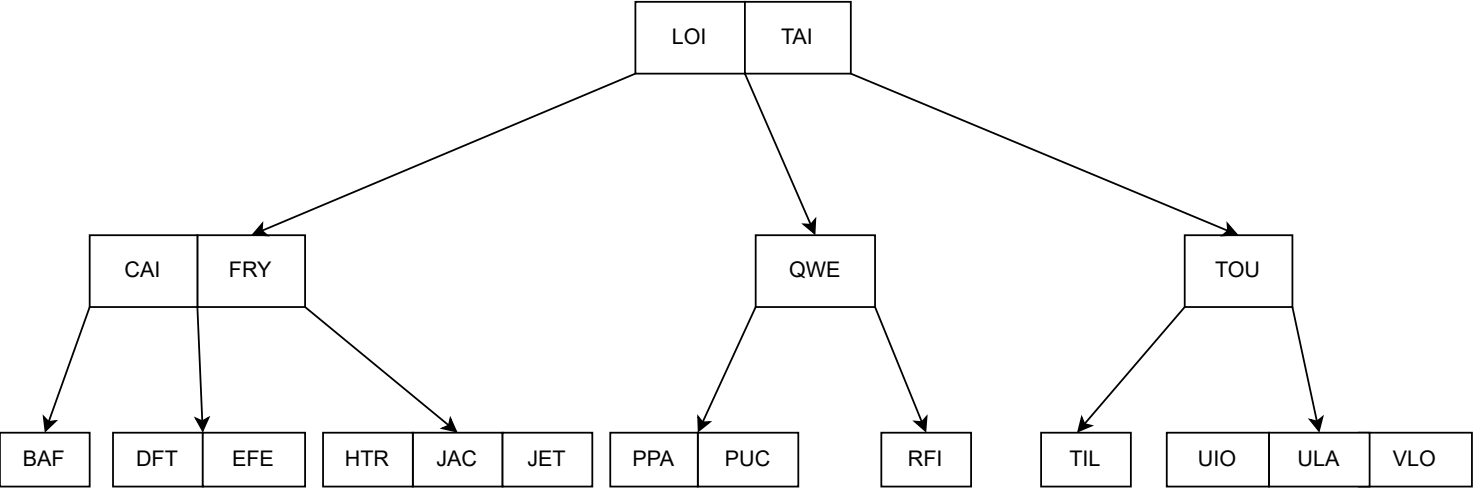 LOI TAI
CAI FRY QWE TOU
BAF DFT EFE HTR JAC JET PPA PUC RFI TIL UIO ULA VLO